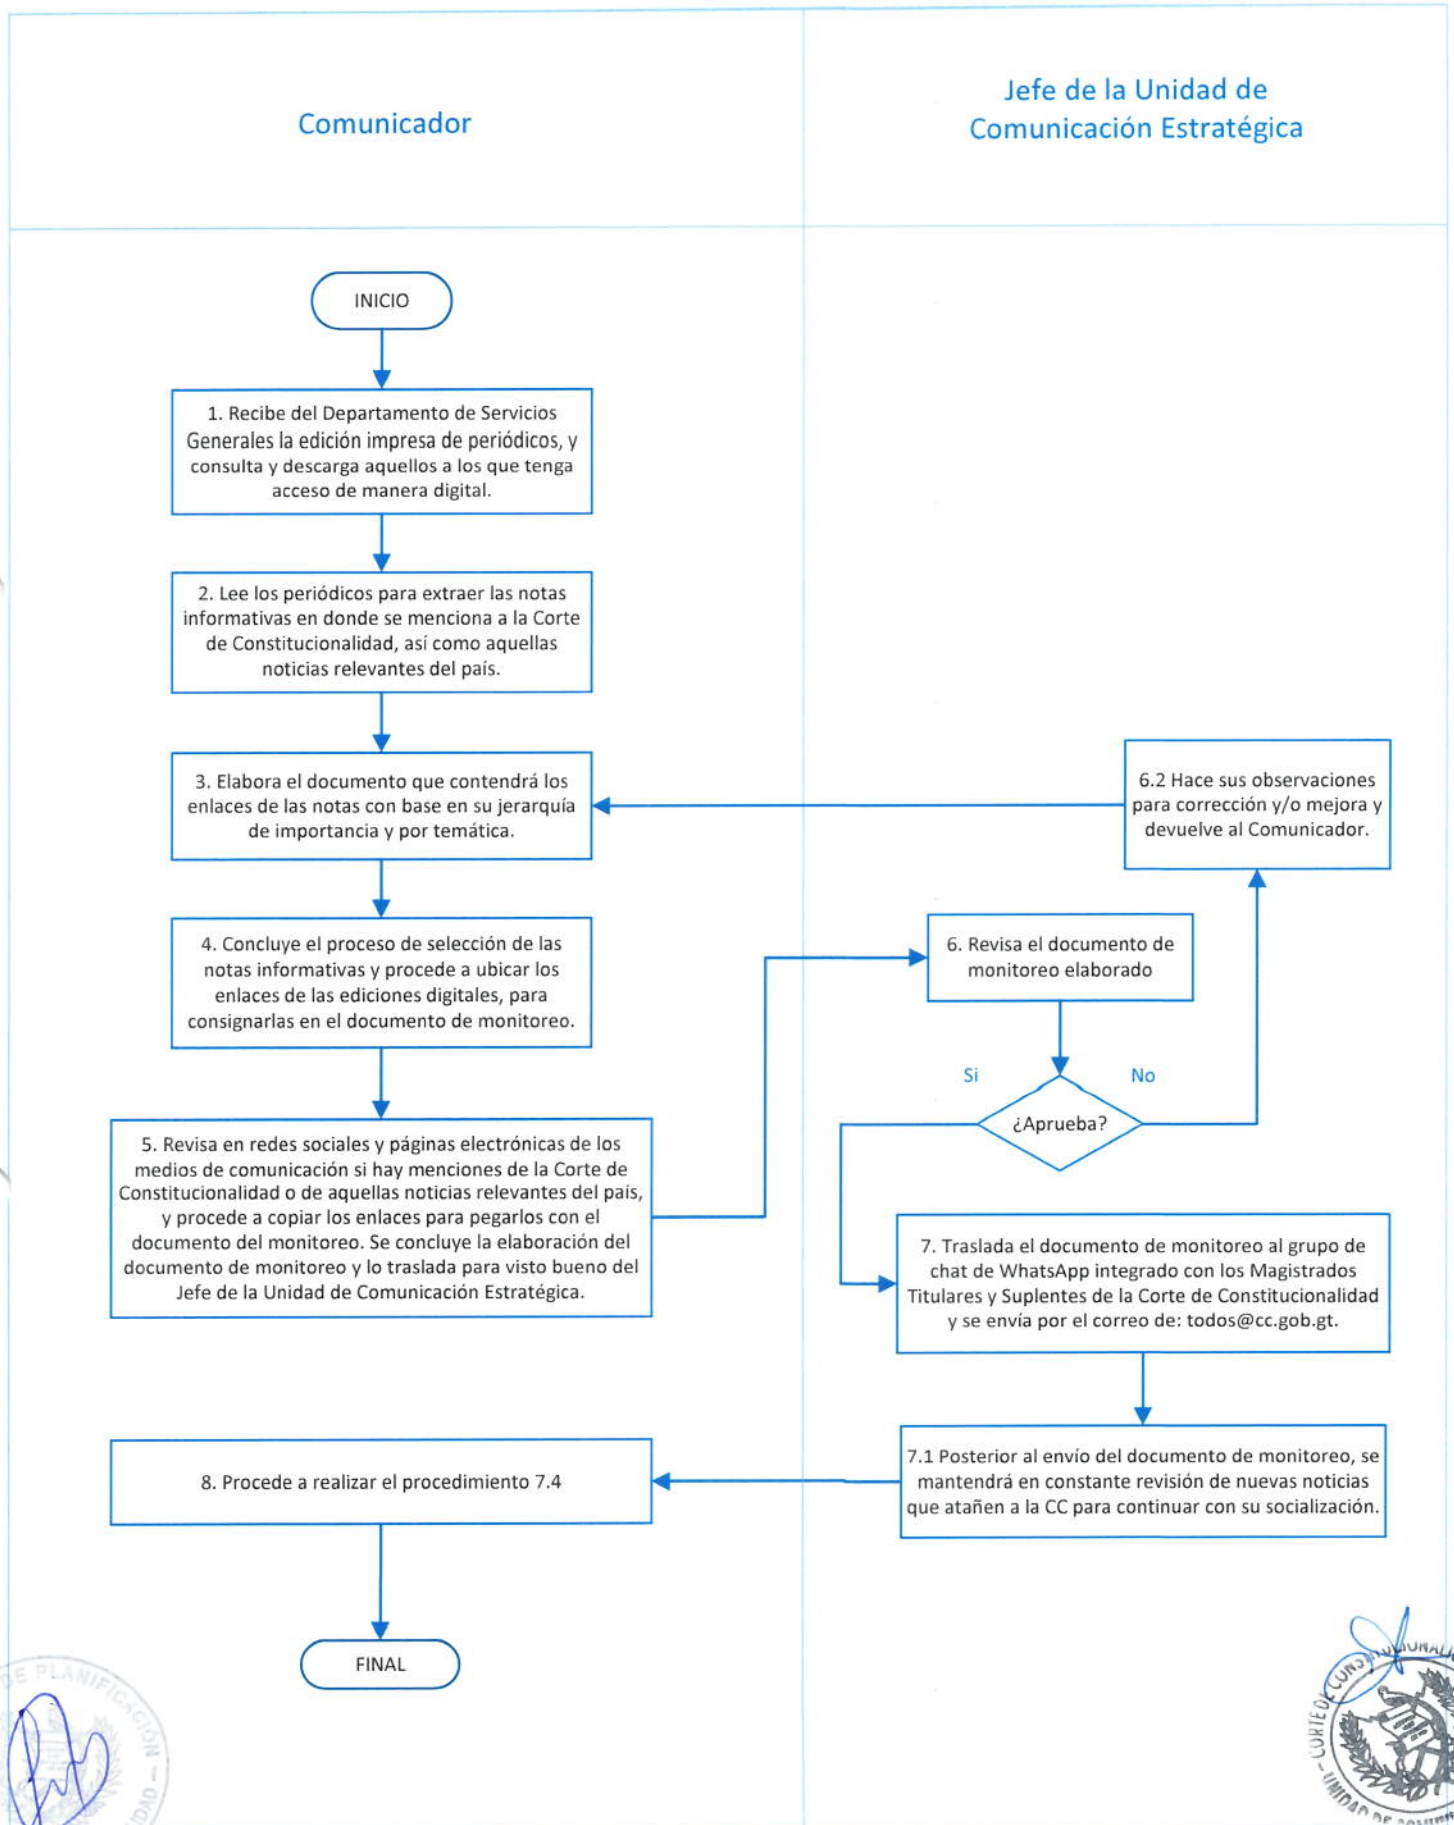 Comunicador
Jefe de la Unidad de
Comunicación Estratégica
INICIO
1. Recibe del Departamento de Servicios
Generales la edición impresa de periódicos, y
consulta y descarga aquellos a los que tenga
acceso de manera digital.
2. Lee los periódicos para extraer las notas
informativas en donde se menciona a la Corte
de Constitucionalidad, así como aquellas
noticias relevantes del país.
3. Elabora el documento que contendrá los
enlaces de las notas con base en su jerarquía
de importancia y por temática.
4. Concluye el proceso de selección de las
notas informativas y procede a ubicar los
enlaces de las ediciones digitales, para
consignarlas en el documento de monitoreo.
5. Revisa en redes sociales y páginas electrónicas de los
medios de comunicación si hay menciones de la Corte de
Constitucionalidad o de aquellas noticias relevantes del país,
y procede a copiar los enlaces para pegarlos con el
documento del monitoreo. Se concluye la elaboración del
documento de monitoreo y lo traslada para visto bueno del
Jefe de la Unidad de Comunicación Estratégica.
6. Revisa el documento de
monitoreo elaborado
¿Aprueba?
Si
No
6.2 Hace sus observaciones
para corrección y/o mejora y
devuelve al Comunicador.
7. Traslada el documento de monitoreo al grupo de
chat de WhatsApp integrado con los Magistrados
Titulares y Suplentes de la Corte de Constitucionalidad
y se envía por el correo de: todos@cc.gob.gt.
7.1 Posterior al envío del documento de monitoreo, se
mantendrá en constante revisión de nuevas noticias
que atañen a la CC para continuar con su socialización.
8. Procede a realizar el procedimiento 7.4
FINAL
DE PLANIFICACIÓN
CORTE DE
UNIDAD DE